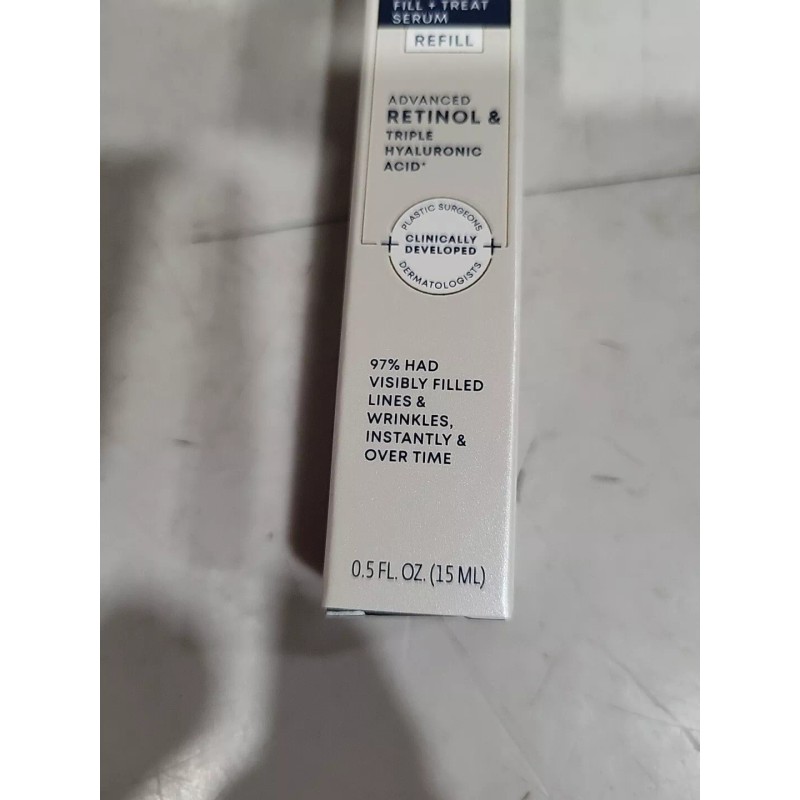 FILL + TREAT
SERUM
REFILL
ADVANCED
RETINOL &
TRIPLE
HYALURONIC
ACID*
PLASTIC SURGEONS
+ CLINICALLY +
DEVELOPED
DERMATOLOGISTS
97% HAD
VISIBLY FILLED
LINES &
WRINKLES,
INSTANTLY &
OVER TIME
0.5 FL. OZ. (15 ML)